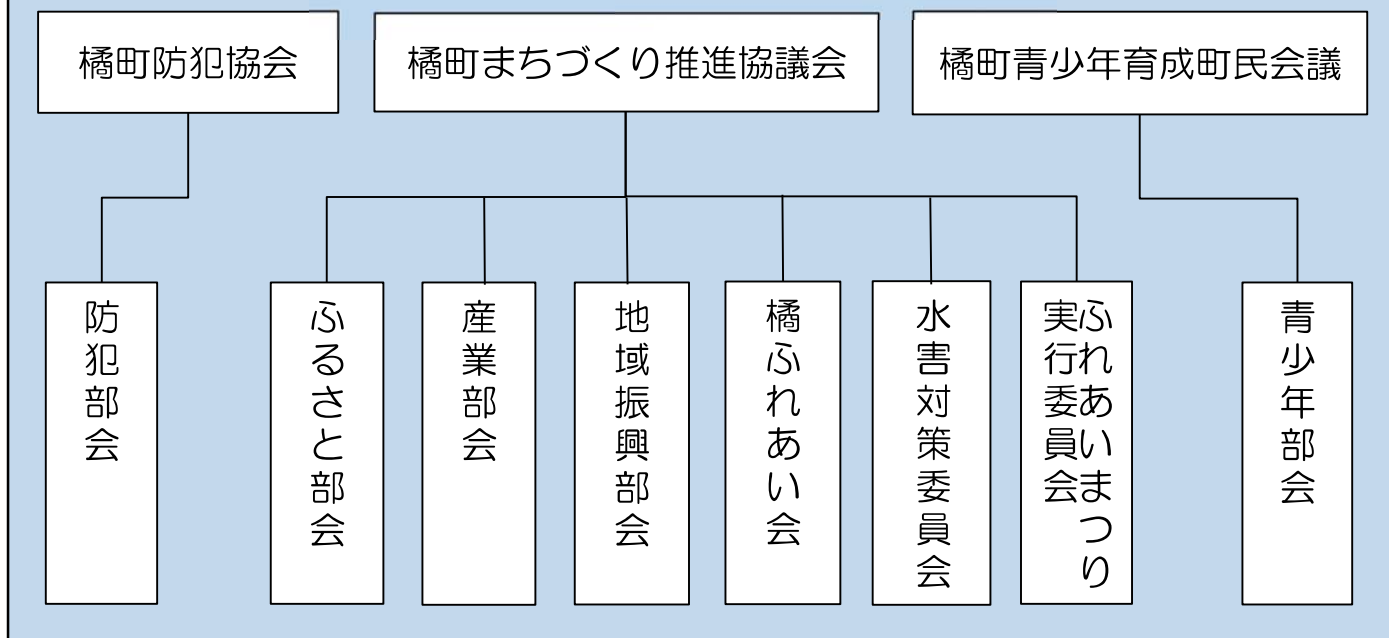 橘町防犯協会
橘町まちづくり推進協議会
橘町青少年育成町民会議
防犯部会
ふるさと部会
産業部会
地域振興部会
橘ふれあい会
水害対策委員会
ふれあいまつり
実行委員会
青少年部会